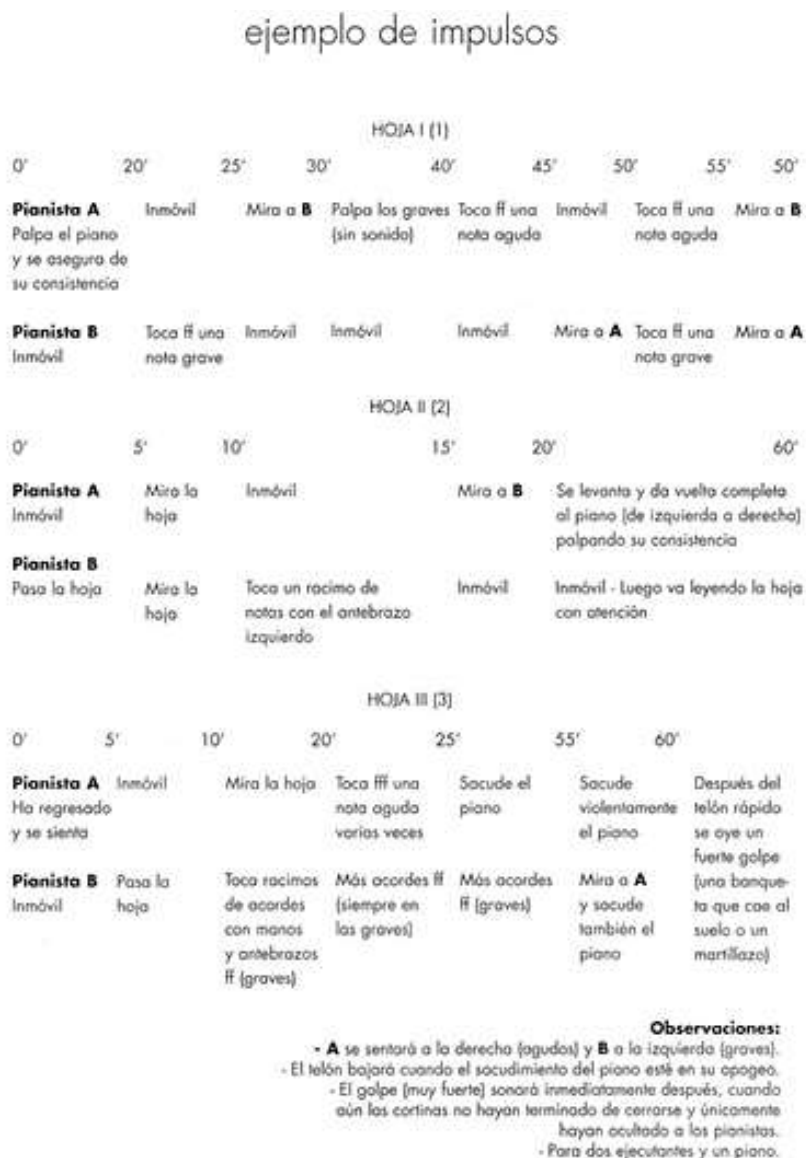 ejemplo de impulsos
HOJA I (1)
0' 20' 25' 30' 40' 45' 50' 55' 50'
Pianista A Inmóvil Mira a B Palpa los graves Toca ff una Inmóvil Toca ff una Mira a B
Palpa el piano (sin sonido) nota aguda nota aguda
y se asegura de
su consistencia
Pianista B Toca ff una Inmóvil Inmóvil Inmóvil Mira a A Toca ff una Mira a A
Inmóvil nota grave nota grave
HOJA II (2)
0' 5' 10' 15' 20' 60'
Pianista A Mira la Inmóvil Mira a B Se levanta y da vuelta completa
Inmóvil hoja al piano (de izquierda a derecha)
palpando su consistencia
Pianista B
Pasa la hoja Mira la Toca un racimo de Inmóvil Inmóvil - Luego va leyendo la hoja
hoja notas con el antebrazo con atención
izquierdo
HOJA III (3)
0' 5' 10' 20' 25' 55' 60'
Pianista A Inmóvil Mira la hoja Toca fff una Sacude el Sacude Después del
Ha regresado nota aguda piano violentamente telón rápido
y se sienta varias veces el piano se oye un
fuerte golpe
Pianista B Pasa la Toca racimos Más acordes ff Más acordes Mira a A (una banque-
Inmóvil hoja de acordes (siempre en ff (graves) y sacude ta que cae al
con manos las graves) también el suelo o un
y antebrazos piano martillazo)
ff (graves)
Observaciones:
- A se sentará a la derecha (agudos) y B a la izquierda (graves).
- El telón bajará cuando el sacudimiento del piano esté en su apogeo.
- El golpe (muy fuerte) sonará inmediatamente después, cuando
aún las cortinas no hayan terminado de cerrarse y únicamente
hayan ocultado a los pianistas.
- Para dos ejecutantes y un piano.